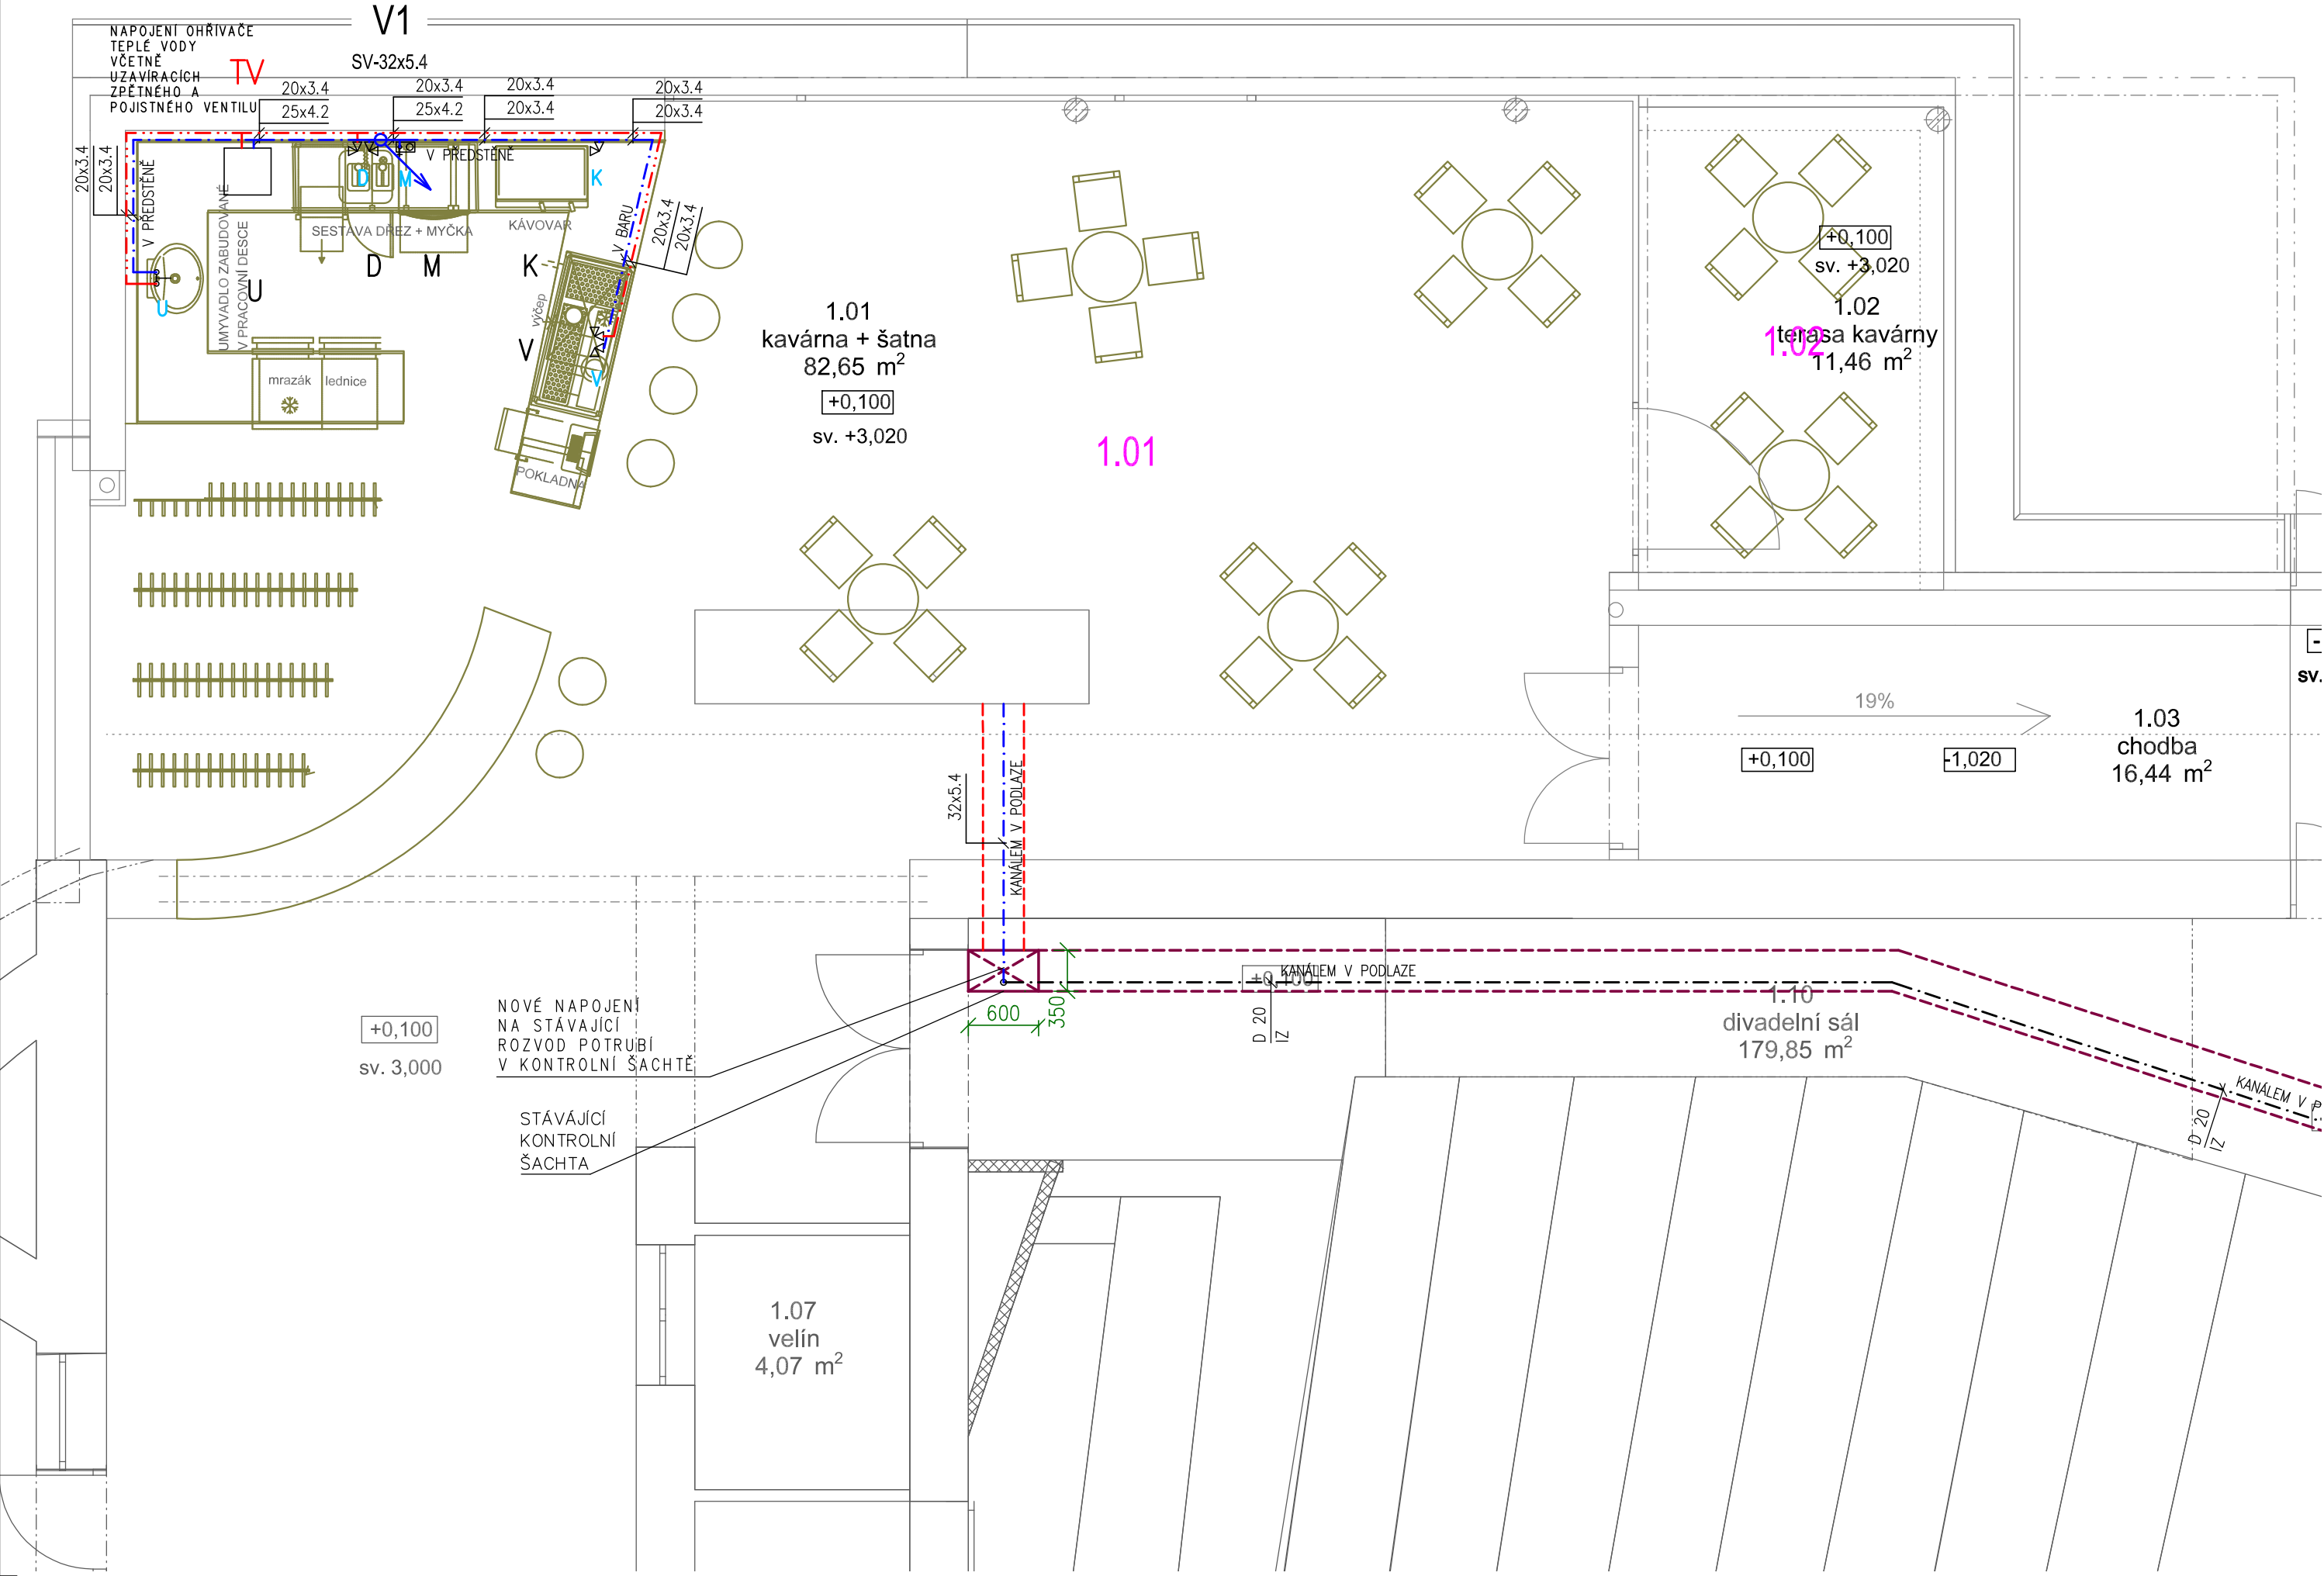 V1
SV-32x5.4
NAPOJENÍ OHŘÍVAČE
TEPLÉ VODY
VČETNĚ
UZAVÍRACÍCH
ZPĚTNÉHO A
POJISTNÉHO VENTILU
TV
20x3.4
25x4.2
20x3.4
25x4.2
20x3.4
20x3.4
20x3.4
20x3.4
20x3.4
20x3.4
V PŘEDSTĚNĚ
V PŘEDSTĚNĚ
D
M
K
U
UMYVADLO ZABUDOVANÉ
V PRACOVNÍ DESCE
SESTAVA DŘEZ + MYČKA
KÁVOVAR
V BARU
20x3.4
20x3.4
U
D
M
K
výčep
V
V
mrazák
lednice
POKLADNA
1.01
kavárna + šatna
82,65 m²
+0,100
sv. +3,020
1.01
+0,100
sv. +3,020
1.02
terasa kavárny
11,46 m²
1.02
-
sv.
19%
+0,100
-1,020
1.03
chodba
16,44 m²
32x5.4
KANÁLEM V PODLAZE
KANÁLEM V PODLAZE
+0,100
600
350
D 20
IZ
1.10
divadelní sál
179,85 m²
KANÁLEM V P
D 20
IZ
NOVÉ NAPOJENÍ
NA STÁVAJÍCÍ
ROZVOD POTRUBÍ
V KONTROLNÍ ŠACHTĚ
+0,100
sv. 3,000
STÁVÁJÍCÍ
KONTROLNÍ
ŠACHTA
1.07
velín
4,07 m²